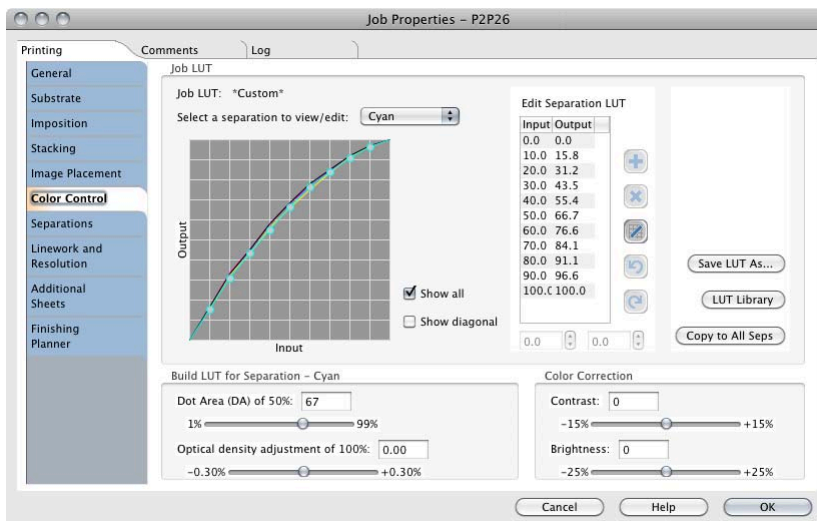 Job Properties - P2P26
Printing
Comments
Log
General
Substrate
Imposition
Stacking
Image Placement
Color Control
Separations
Linework and
Resolution
Additional
Sheets
Finishing
Planner
Job LUT
Job LUT: *Custom*
Select a separation to view/edit: Cyan
Output
Input
Show all
Show diagonal
Edit Separation LUT
Input Output
0.0 0.0
10.0 15.8
20.0 31.2
30.0 43.5
40.0 55.4
50.0 66.7
60.0 76.6
70.0 84.1
80.0 91.1
90.0 96.6
100.0 100.0
0.0 0.0
Save LUT As...
LUT Library
Copy to All Seps
Build LUT for Separation - Cyan
Dot Area (DA) of 50%: 67
1% 99%
Optical density adjustment of 100%: 0.00
-0.30% +0.30%
Color Correction
Contrast: 0
-15% +15%
Brightness: 0
-25% +25%
Cancel
Help
OK